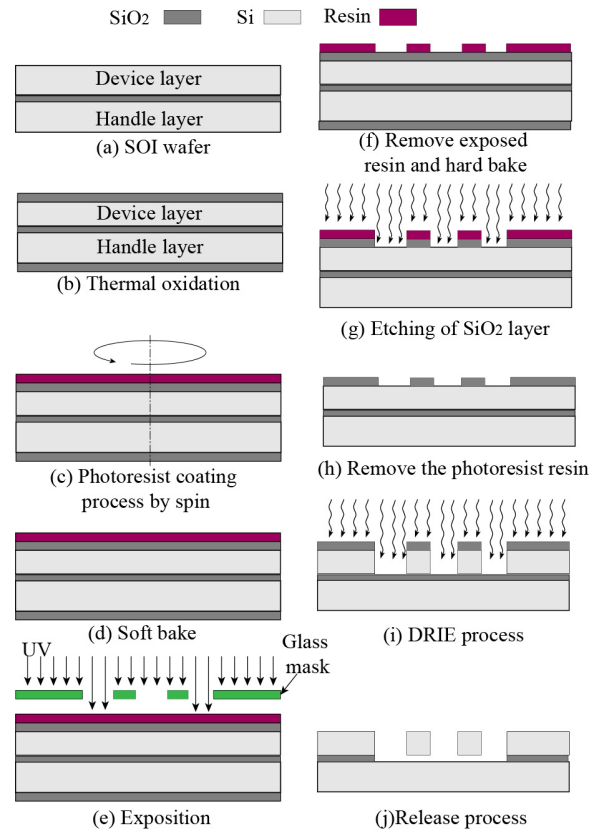 SiO2 Si Resin
Device layer
Handle layer
(a) SOI wafer
Device layer
Handle layer
(b) Thermal oxidation
(c) Photoresist coating
process by spin
(d) Soft bake
UV
Glass
mask
(e) Exposition
(f) Remove exposed
resin and hard bake
(g) Etching of SiO2 layer
(h) Remove the photoresist resin
(i) DRIE process
(j)Release process